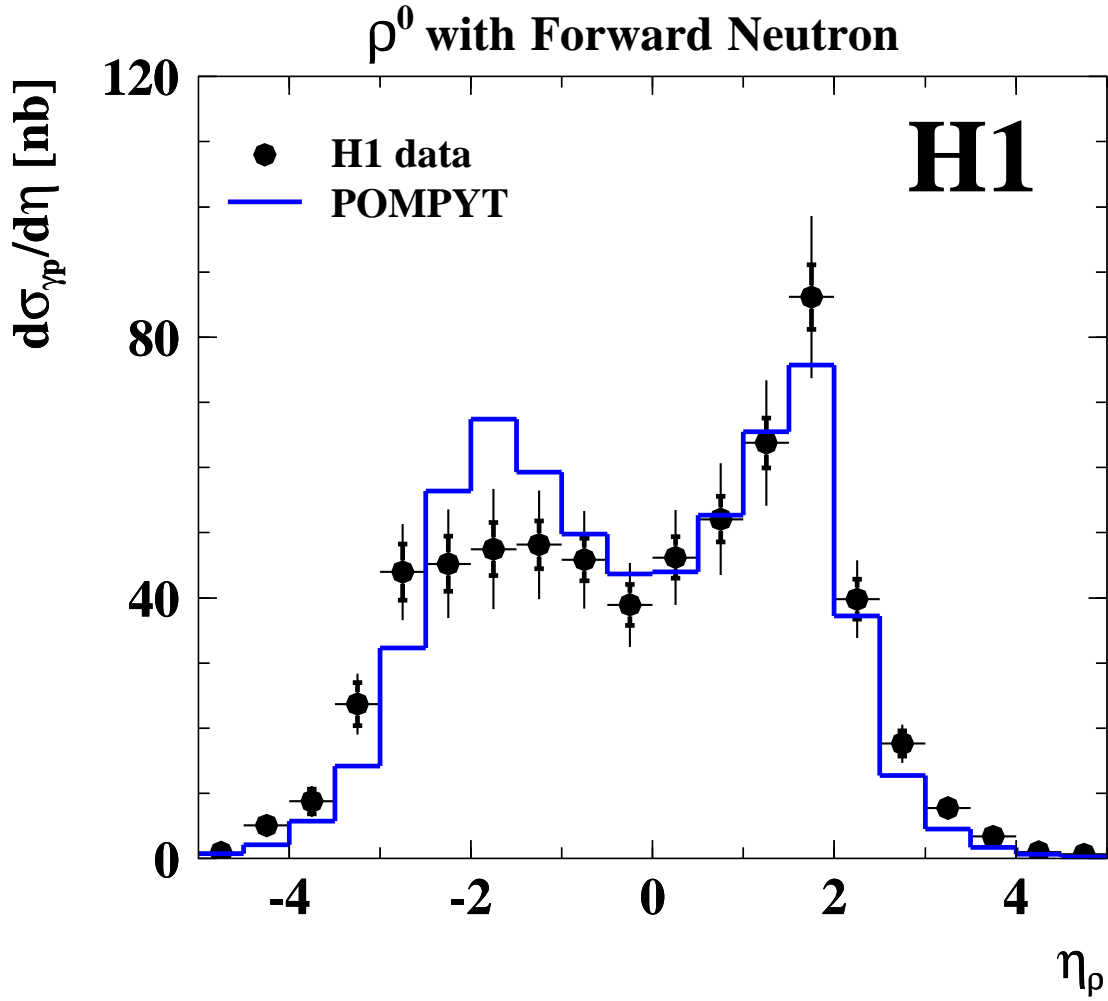 ρ⁰ with Forward Neutron
dσγp/dη [nb]
H1
H1 data
POMPYT
120
80
40
0
-4 -2 0 2 4
ηρ